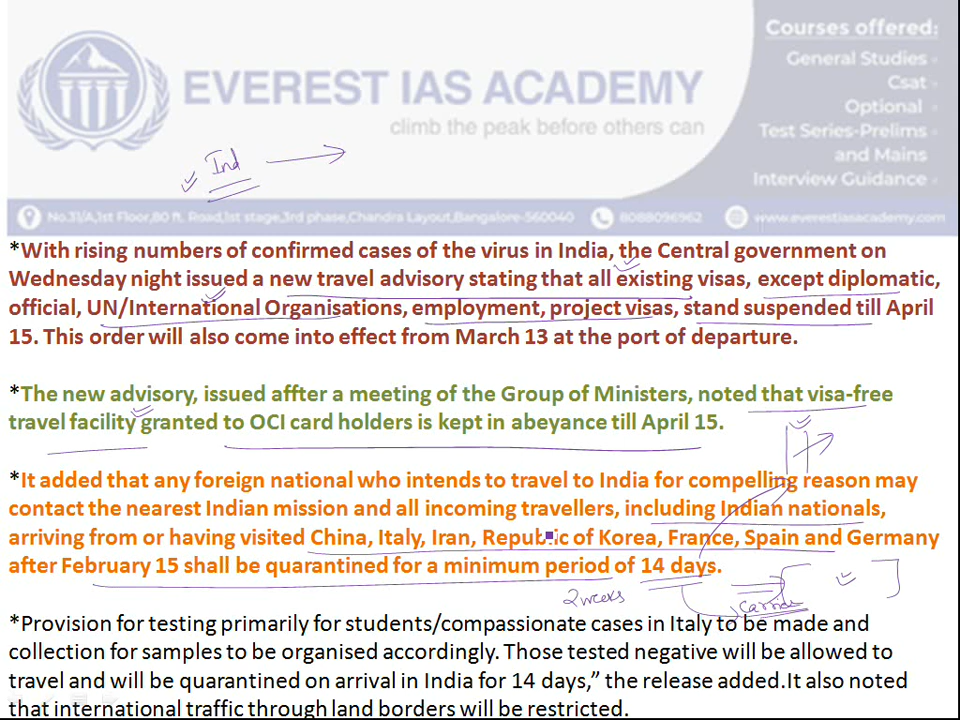 Courses offered:
General Studies
Csat
Optional
Test Series-Prelims
and Mains
Interview Guidance
EVEREST IAS ACADEMY
climb the peak before others can
Ind
No.31/A,1st Floor,80 ft. Road,1st stage,3rd phase,Chandra Layout,Bangalore-560040 8088096962 www.everestiasacademy.com
*With rising numbers of confirmed cases of the virus in India, the Central government on
Wednesday night issued a new travel advisory stating that all existing visas, except diplomatic,
official, UN/International Organisations, employment, project visas, stand suspended till April
15. This order will also come into effect from March 13 at the port of departure.
*The new advisory, issued affter a meeting of the Group of Ministers, noted that visa-free
travel facility granted to OCI card holders is kept in abeyance till April 15.
*It added that any foreign national who intends to travel to India for compelling reason may
contact the nearest Indian mission and all incoming travellers, including Indian nationals,
arriving from or having visited China, Italy, Iran, Republic of Korea, France, Spain and Germany
after February 15 shall be quarantined for a minimum period of 14 days.
2 weeks
*Provision for testing primarily for students/compassionate cases in Italy to be made and
collection for samples to be organised accordingly. Those tested negative will be allowed to
travel and will be quarantined on arrival in India for 14 days,” the release added.It also noted
that international traffic through land borders will be restricted.